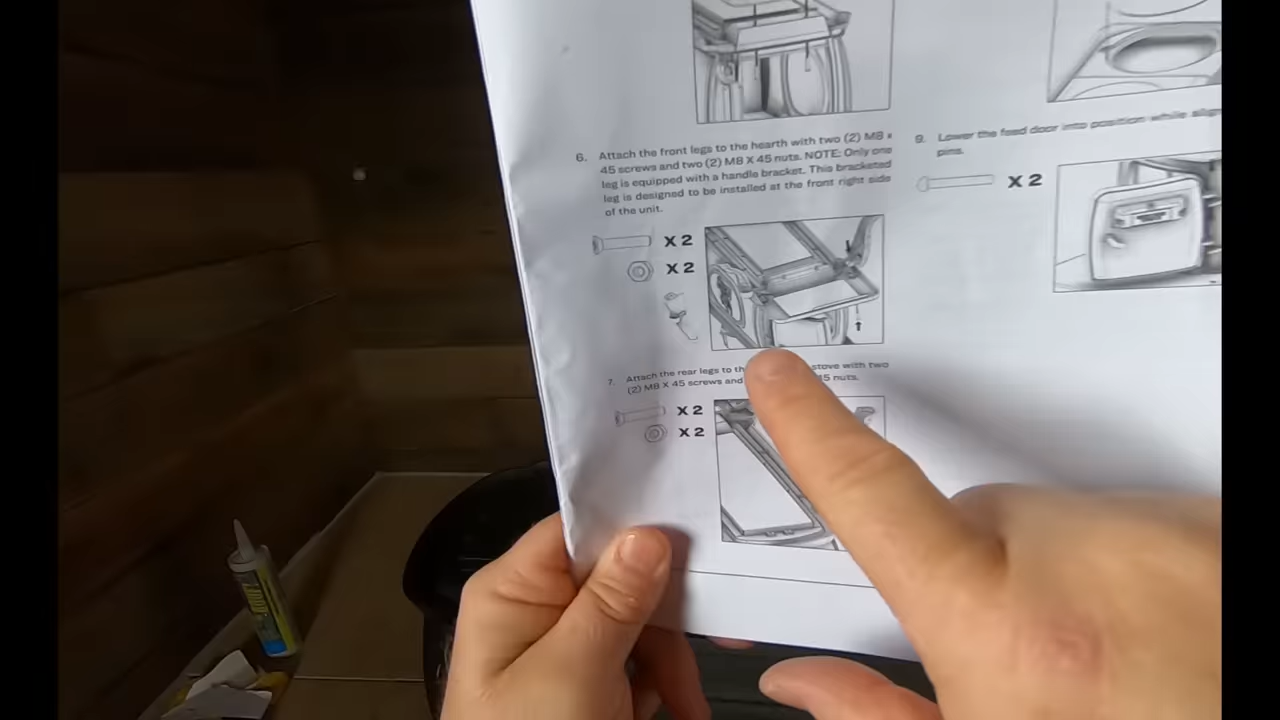 6. Attach the front legs to the hearth with two (2) M8 x
45 screws and two (2) M8 X 45 nuts. NOTE: Only one
leg is equipped with a handle bracket. This bracketed
leg is designed to be installed at the front right side
of the unit.
X 2
X 2
7. Attach the rear legs to the stove with two
(2) M8 X 45 screws and 45 nuts.
X 2
X 2
9. Lower the feed door into position while
pins.
X 2